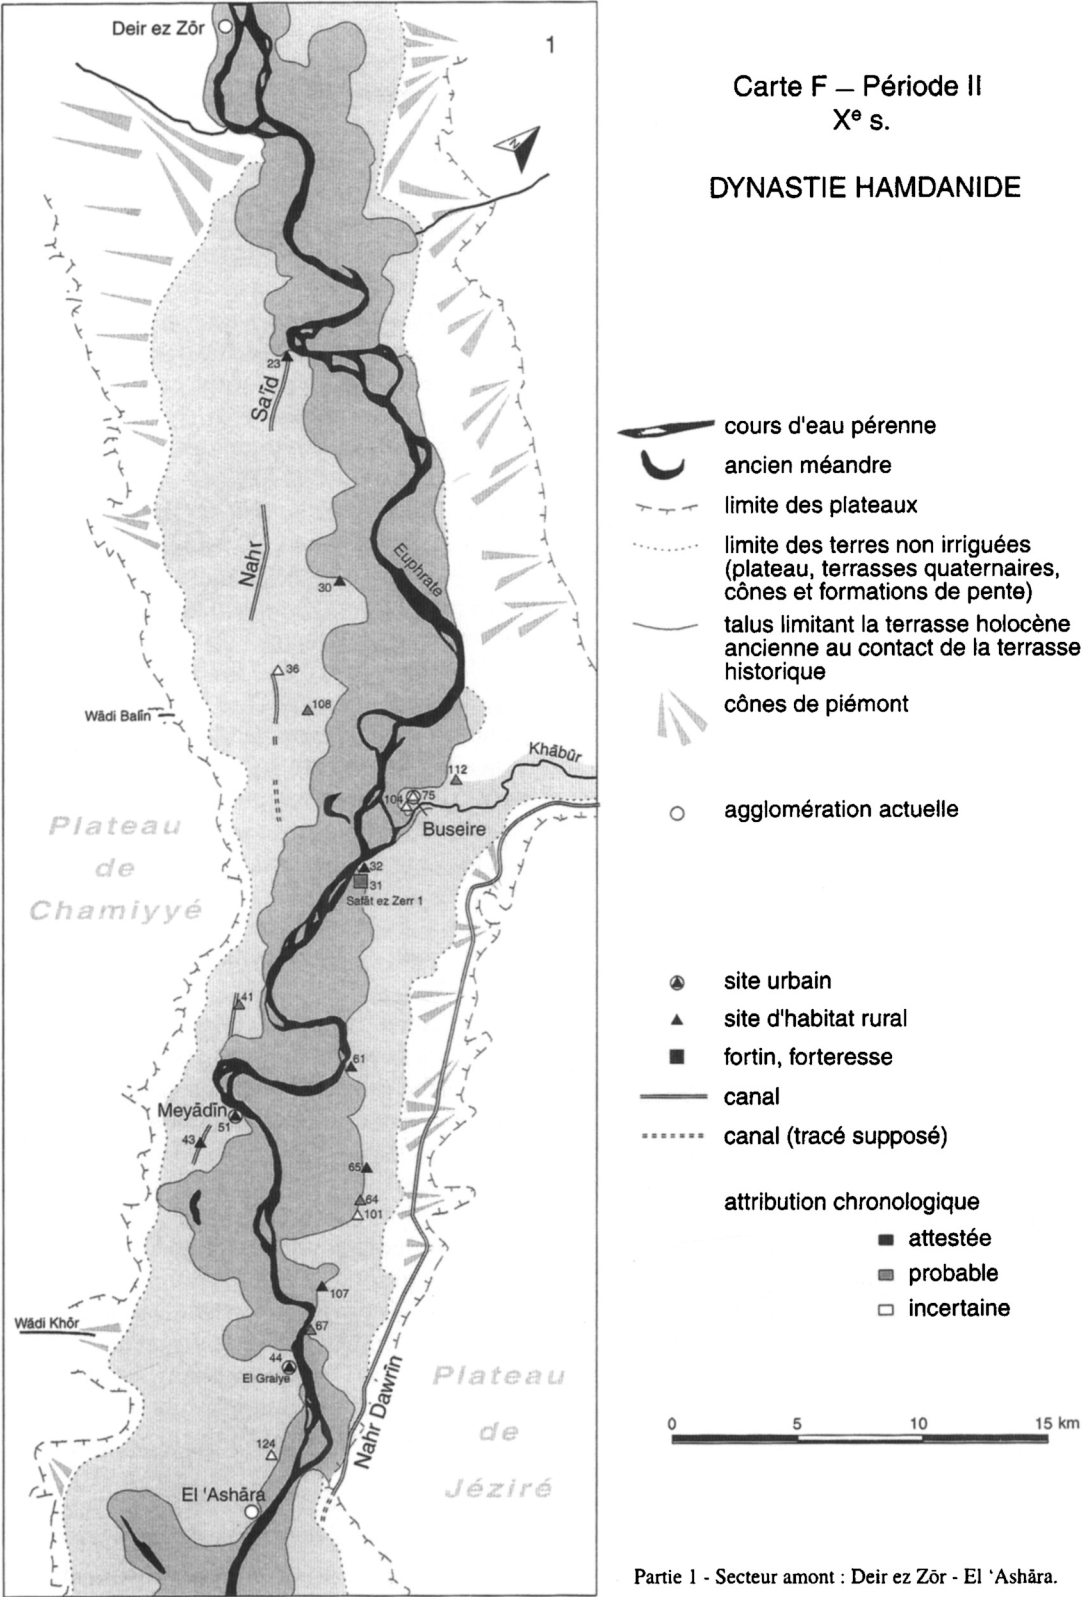 Deir ez Zōr
1
23
Nahr Sa'īd
30
Euphrate
36
108
Wādi Balīn
Khābūr
112
104
75
Buseire
32
31
Safāt ez Zerr 1
Plateau
de
Chamiyyé
41
61
Meyādīn
51
43
65
64
101
107
67
Wādi Khōr
44
El Graiye
Nahr Dawrīn
Plateau
de
Jéziré
124
El 'Ashāra
Carte F – Période II
Xe s.
DYNASTIE HAMDANIDE
cours d'eau pérenne
ancien méandre
limite des plateaux
limite des terres non irriguées
(plateau, terrasses quaternaires,
cônes et formations de pente)
talus limitant la terrasse holocène
ancienne au contact de la terrasse
historique
cônes de piémont
agglomération actuelle
site urbain
site d'habitat rural
fortin, forteresse
canal
canal (tracé supposé)
attribution chronologique
attestée
probable
incertaine
0 5 10 15 km
Partie 1 - Secteur amont : Deir ez Zōr - El 'Ashāra.